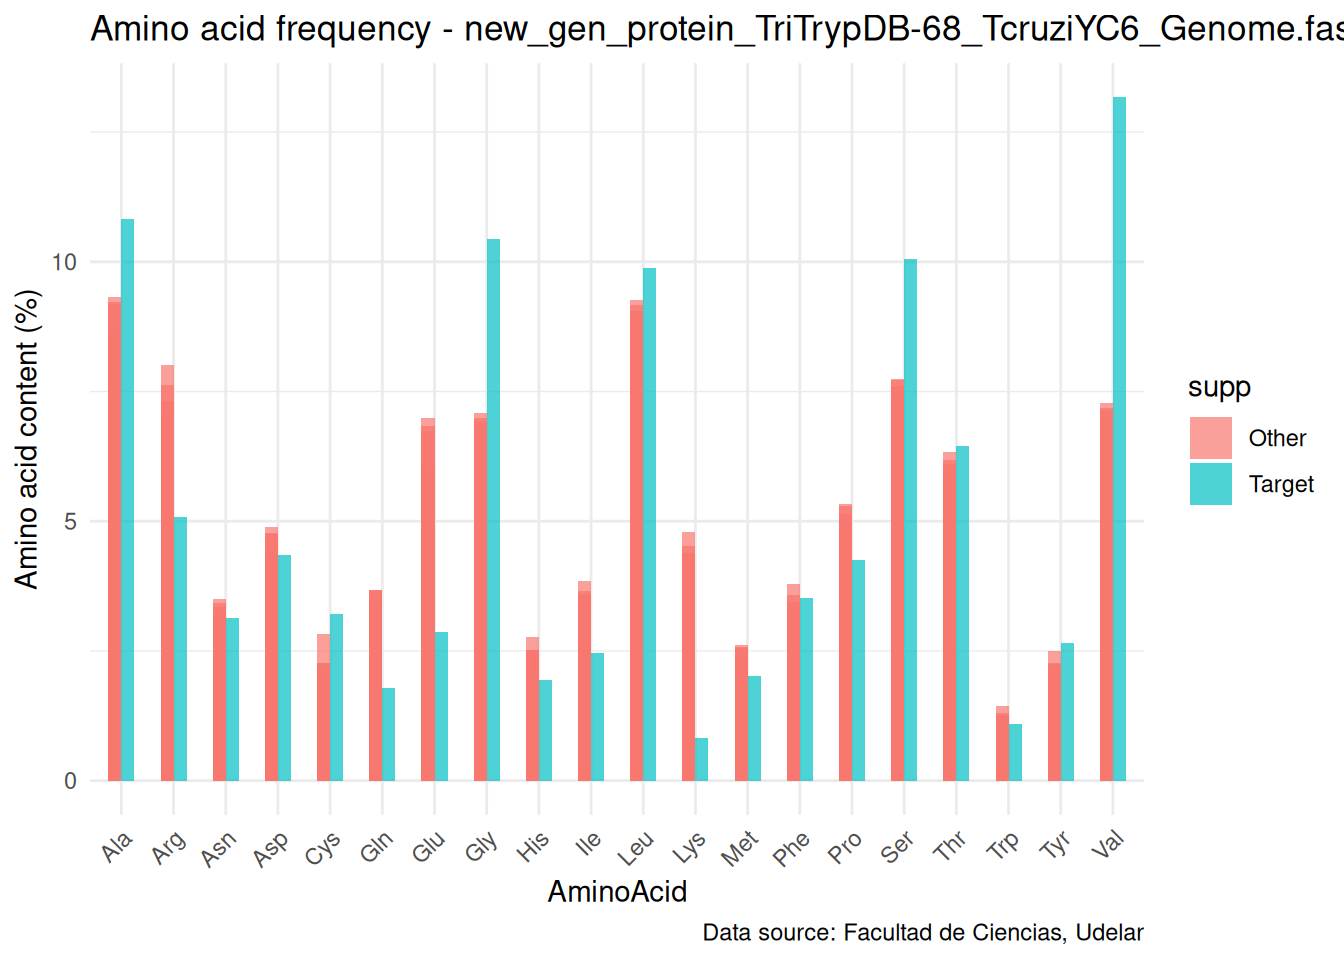 Amino acid frequency - new_gen_protein_TriTrypDB-68_TcruziYC6_Genome.fas
Amino acid content (%)
10
5
0
Ala Arg Asn Asp Cys Gln Glu Gly His Ile Leu Lys Met Phe Pro Ser Thr Trp Tyr Val
AminoAcid
supp
Other
Target
Data source: Facultad de Ciencias, Udelar